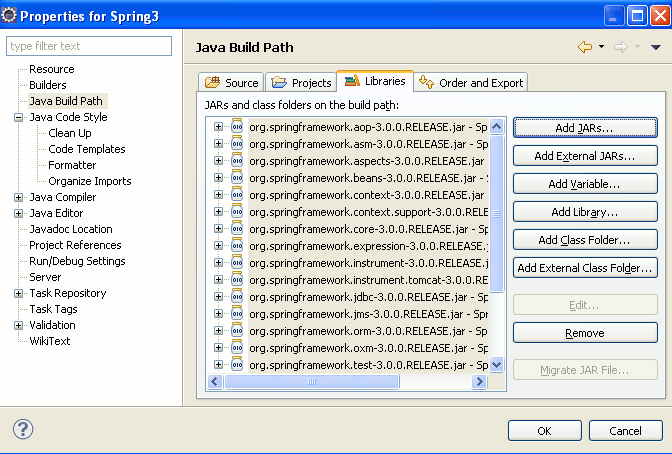 Properties for Spring3
type filter text
Resource
Builders
Java Build Path
Java Code Style
Clean Up
Code Templates
Formatter
Organize Imports
Java Compiler
Java Editor
Javadoc Location
Project References
Run/Debug Settings
Server
Task Repository
Task Tags
Validation
WikiText
Java Build Path
Source Projects Libraries Order and Export
JARs and class folders on the build path:
org.springframework.aop-3.0.0.RELEASE.jar - Sp
org.springframework.asm-3.0.0.RELEASE.jar - Sp
org.springframework.aspects-3.0.0.RELEASE.jar
org.springframework.beans-3.0.0.RELEASE.jar - S
org.springframework.context-3.0.0.RELEASE.jar
org.springframework.context.support-3.0.0.RELE
org.springframework.core-3.0.0.RELEASE.jar - Sp
org.springframework.expression-3.0.0.RELEASE.j
org.springframework.instrument-3.0.0.RELEASE.j
org.springframework.instrument.tomcat-3.0.0.RE
org.springframework.jdbc-3.0.0.RELEASE.jar - Sp
org.springframework.jms-3.0.0.RELEASE.jar - Spr
org.springframework.orm-3.0.0.RELEASE.jar - Sp
org.springframework.oxm-3.0.0.RELEASE.jar - Sp
org.springframework.test-3.0.0.RELEASE.jar - Sp
Add JARs...
Add External JARs...
Add Variable...
Add Library...
Add Class Folder...
Add External Class Folder...
Edit...
Remove
Migrate JAR File...
OK
Cancel